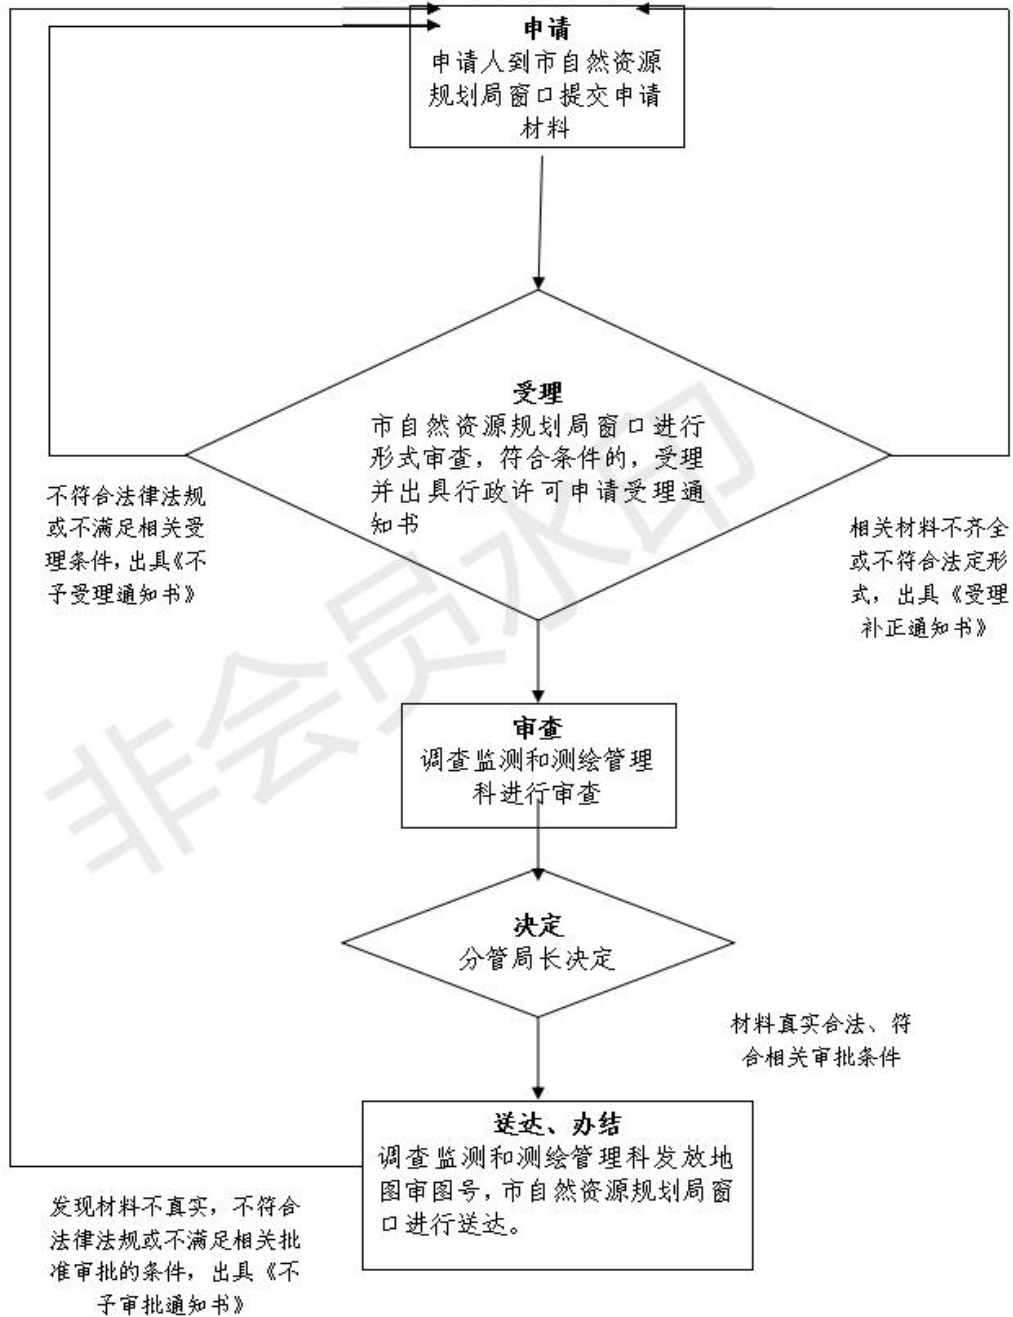 申请
申请人到市自然资源
规划局窗口提交申请
材料
受理
市自然资源规划局窗口进行
形式审查，符合条件的，受理
并出具行政许可申请受理通
知书
不符合法律法规
或不满足相关受
理条件，出具《不
予受理通知书》
相关材料不齐全
或不符合法定形
式，出具《受理
补正通知书》
审查
调查监测和测绘管理
科进行审查
决定
分管局长决定
材料真实合法、符
合相关审批条件
送达、办结
调查监测和测绘管理科发放地
图审图号，市自然资源规划局窗
口进行送达。
发现材料不真实，不符合
法律法规或不满足相关批
准审批的条件，出具《不
予审批通知书》
非会员水印